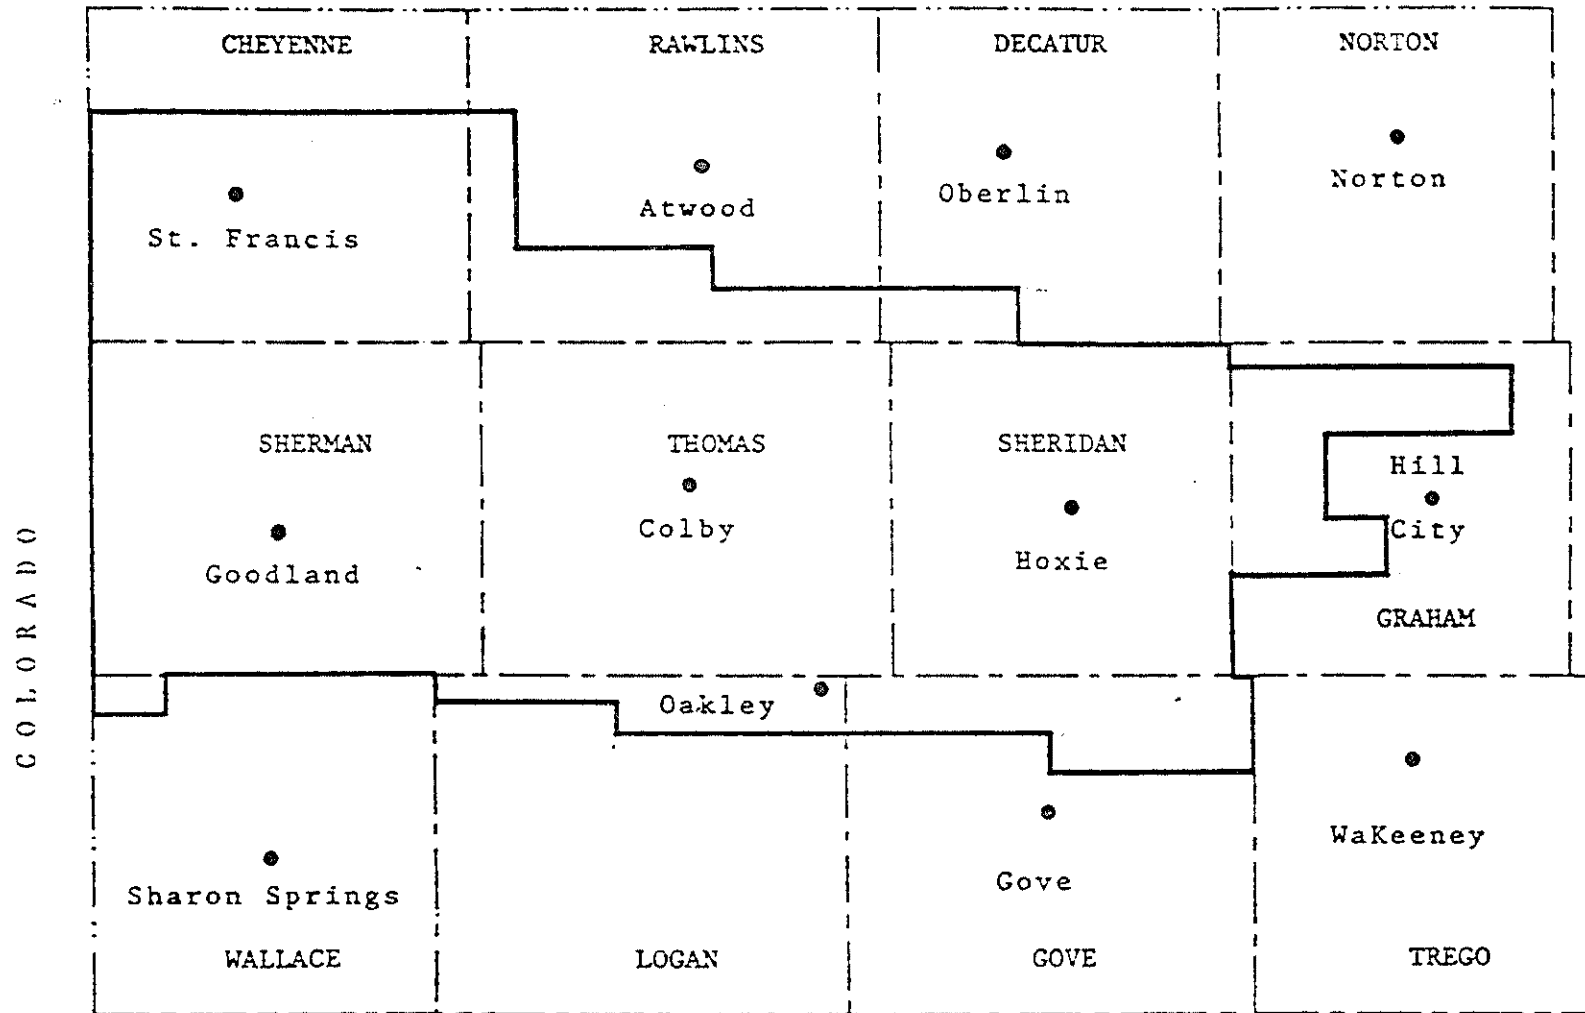 CHEYENNE
RAWLINS
DECATUR
NORTON
St. Francis
Atwood
Oberlin
Norton
SHERMAN
THOMAS
SHERIDAN
Hill
City
Goodland
Colby
Hoxie
GRAHAM
COLORADO
Oakley
Sharon Springs
Gove
WaKeeney
WALLACE
LOGAN
GOVE
TREGO